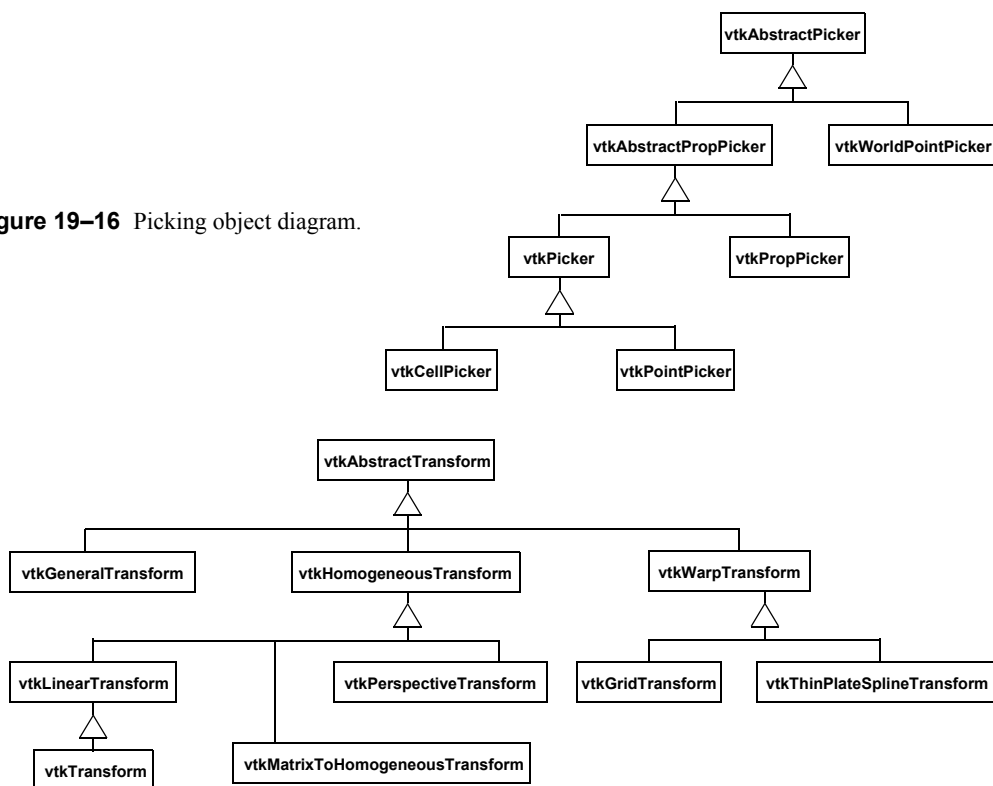 vtkAbstractPicker
vtkAbstractPropPicker
vtkWorldPointPicker
gure 19–16 Picking object diagram.
vtkPicker
vtkPropPicker
vtkCellPicker
vtkPointPicker
vtkAbstractTransform
vtkGeneralTransform
vtkHomogeneousTransform
vtkWarpTransform
vtkLinearTransform
vtkPerspectiveTransform
vtkGridTransform
vtkThinPlateSplineTransform
vtkTransform
vtkMatrixToHomogeneousTransform